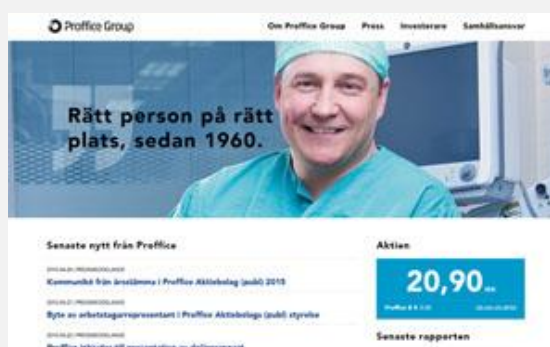 Proffice Group
Om Proffice Group Press Investerare Samhällsansvar
Rätt person på rätt
plats, sedan 1960.
Senaste nytt från Proffice
Kommuniké från årsstämma i Proffice Aktiebolag (publ) 2015
Byte av arbetstagarrepresentant i Proffice Aktiebolags (publ) styrelse
Aktien
20,90
Senaste rapporten